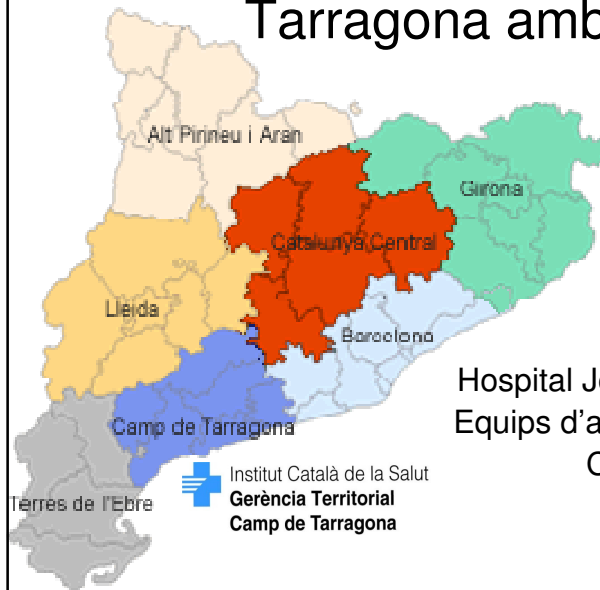 Tarragona amb
Alt Pirineu i Aran
Girona
Catalunya Central
Lleida
Barcelona
Hospital J
Camp de Tarragona
Equips d'a
Institut Català de la Salut
Gerència Territorial
Terres de l'Ebre
Camp de Tarragona